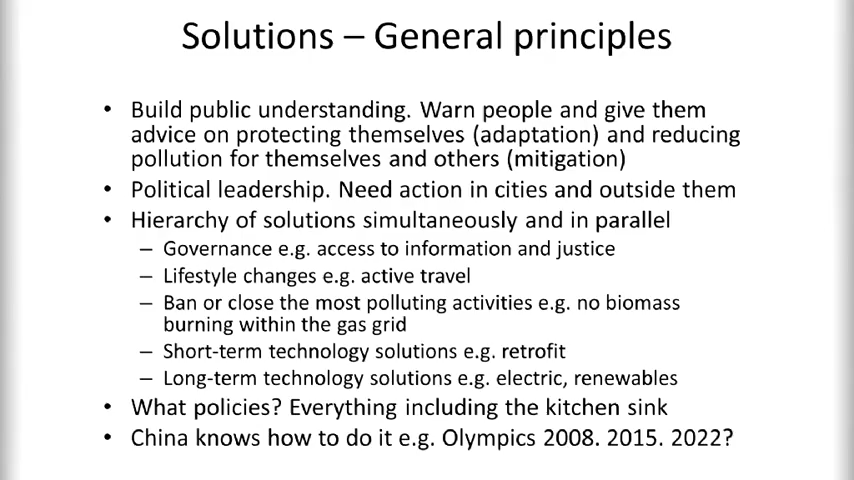 Solutions – General principles
• Build public understanding. Warn people and give them
advice on protecting themselves (adaptation) and reducing
pollution for themselves and others (mitigation)
• Political leadership. Need action in cities and outside them
• Hierarchy of solutions simultaneously and in parallel
– Governance e.g. access to information and justice
– Lifestyle changes e.g. active travel
– Ban or close the most polluting activities e.g. no biomass
burning within the gas grid
– Short-term technology solutions e.g. retrofit
– Long-term technology solutions e.g. electric, renewables
• What policies? Everything including the kitchen sink
• China knows how to do it e.g. Olympics 2008. 2015. 2022?